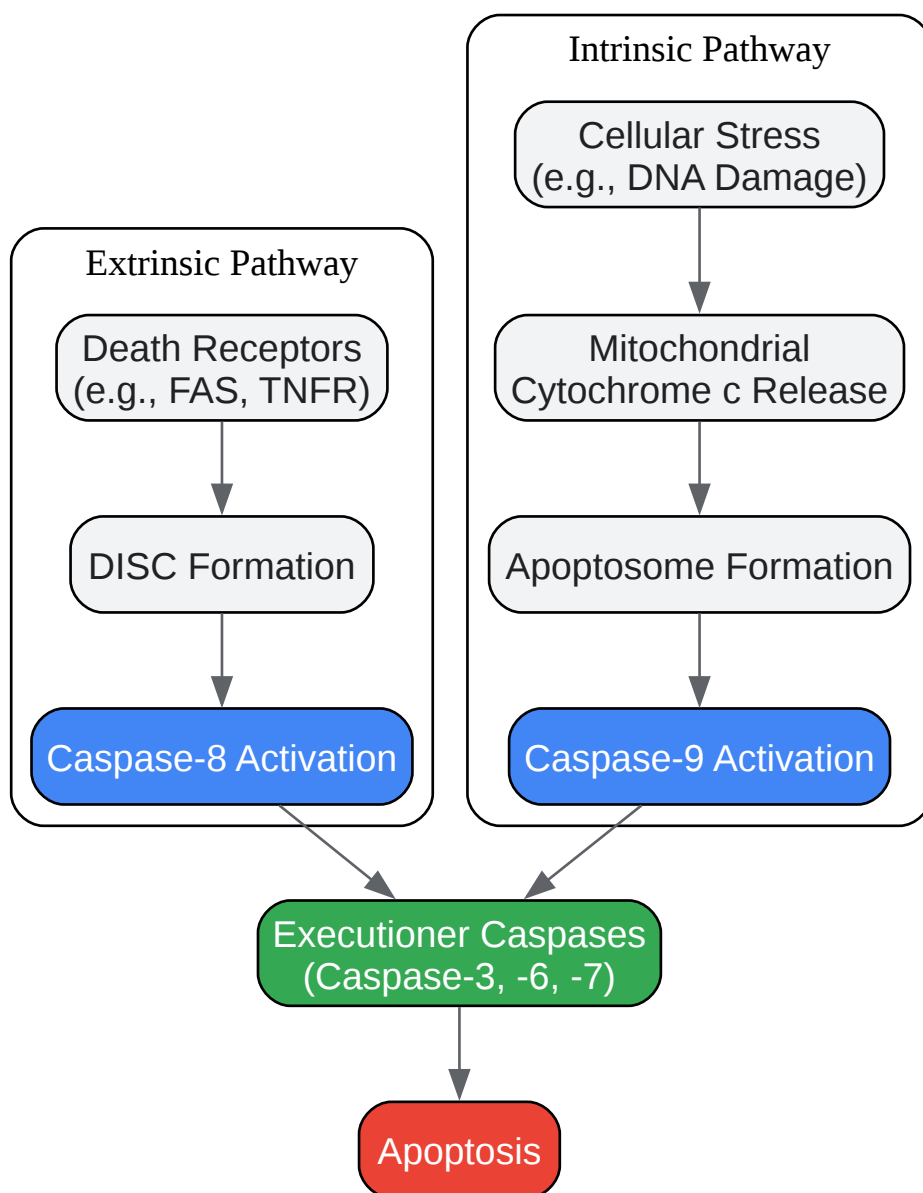 Extrinsic Pathway
Death Receptors
(e.g., FAS, TNFR)
DISC Formation
Caspase-8 Activation
Intrinsic Pathway
Cellular Stress
(e.g., DNA Damage)
Mitochondrial
Cytochrome c Release
Apoptosome Formation
Caspase-9 Activation
Executioner Caspases
(Caspase-3, -6, -7)
Apoptosis